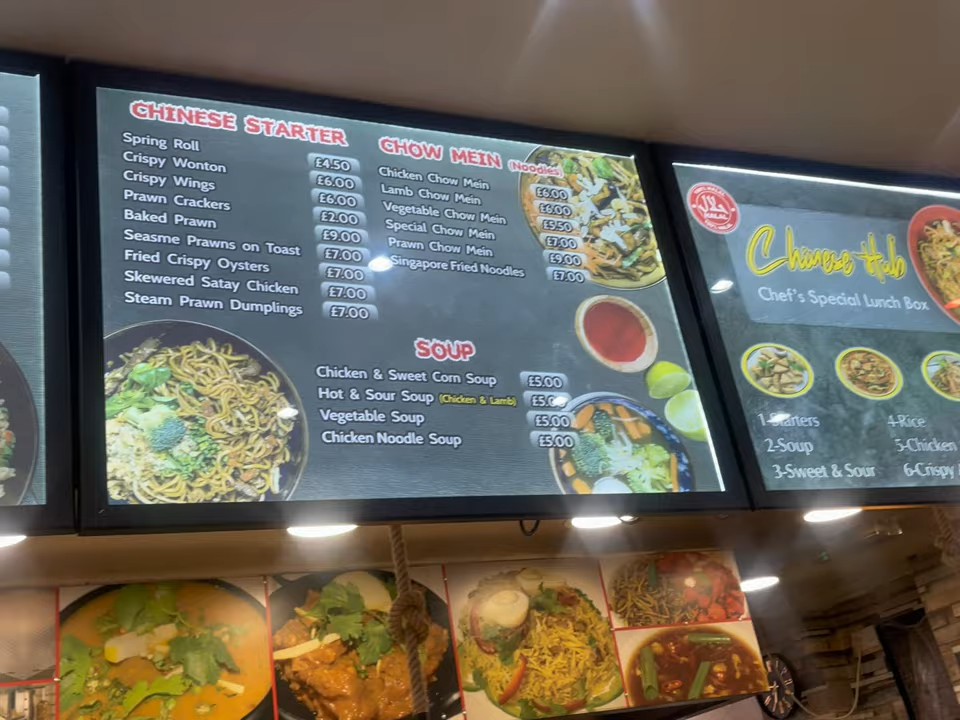 CHINESE STARTER
Spring Roll £4.50
Crispy Wonton £6.00
Crispy Wings £6.00
Prawn Crackers £2.00
Baked Prawn £9.00
Seasme Prawns on Toast £7.00
Fried Crispy Oysters £7.00
Skewered Satay Chicken £7.00
Steam Prawn Dumplings £7.00
CHOW MEIN (Noodles)
Chicken Chow Mein £6.00
Lamb Chow Mein £6.00
Vegetable Chow Mein £5.50
Special Chow Mein £7.00
Prawn Chow Mein £9.00
Singapore Fried Noodles £7.00
SOUP
Chicken & Sweet Corn Soup £5.00
Hot & Sour Soup (Chicken & Lamb) £5.00
Vegetable Soup £5.00
Chicken Noodle Soup £5.00
حلال
HALAL
Chinese Hub
Chef's Special Lunch Box
1-Starters
2-Soup
3-Sweet & Sour
4-Rice
5-Chicken
6-Crispy